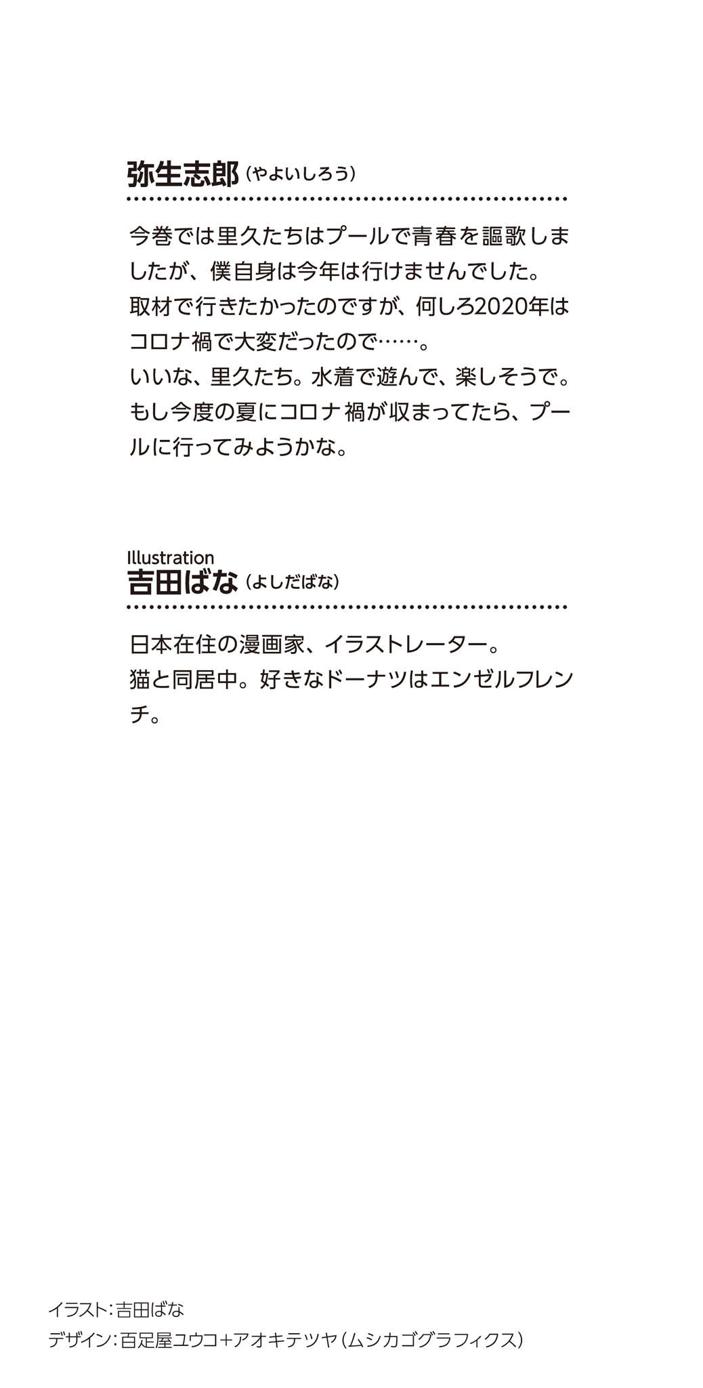 弥生志郎（やよいしろう）
今巻では里久たちはプールで青春を謳歌しま
したが、僕自身は今年は行けませんでした。
取材で行きたかったのですが、何しろ2020年は
コロナ禍で大変だったので……。
いいな、里久たち。水着で遊んで、楽しそうで。
もし今度の夏にコロナ禍が収まってたら、プー
ルに行ってみようかな。
Illustration
吉田ばな（よしだばな）
日本在住の漫画家、イラストレーター。
猫と同居中。好きなドーナツはエンゼルフレン
チ。
イラスト：吉田ばな
デザイン：百足屋ユウコ＋アオキテツヤ（ムシカゴグラフィクス）